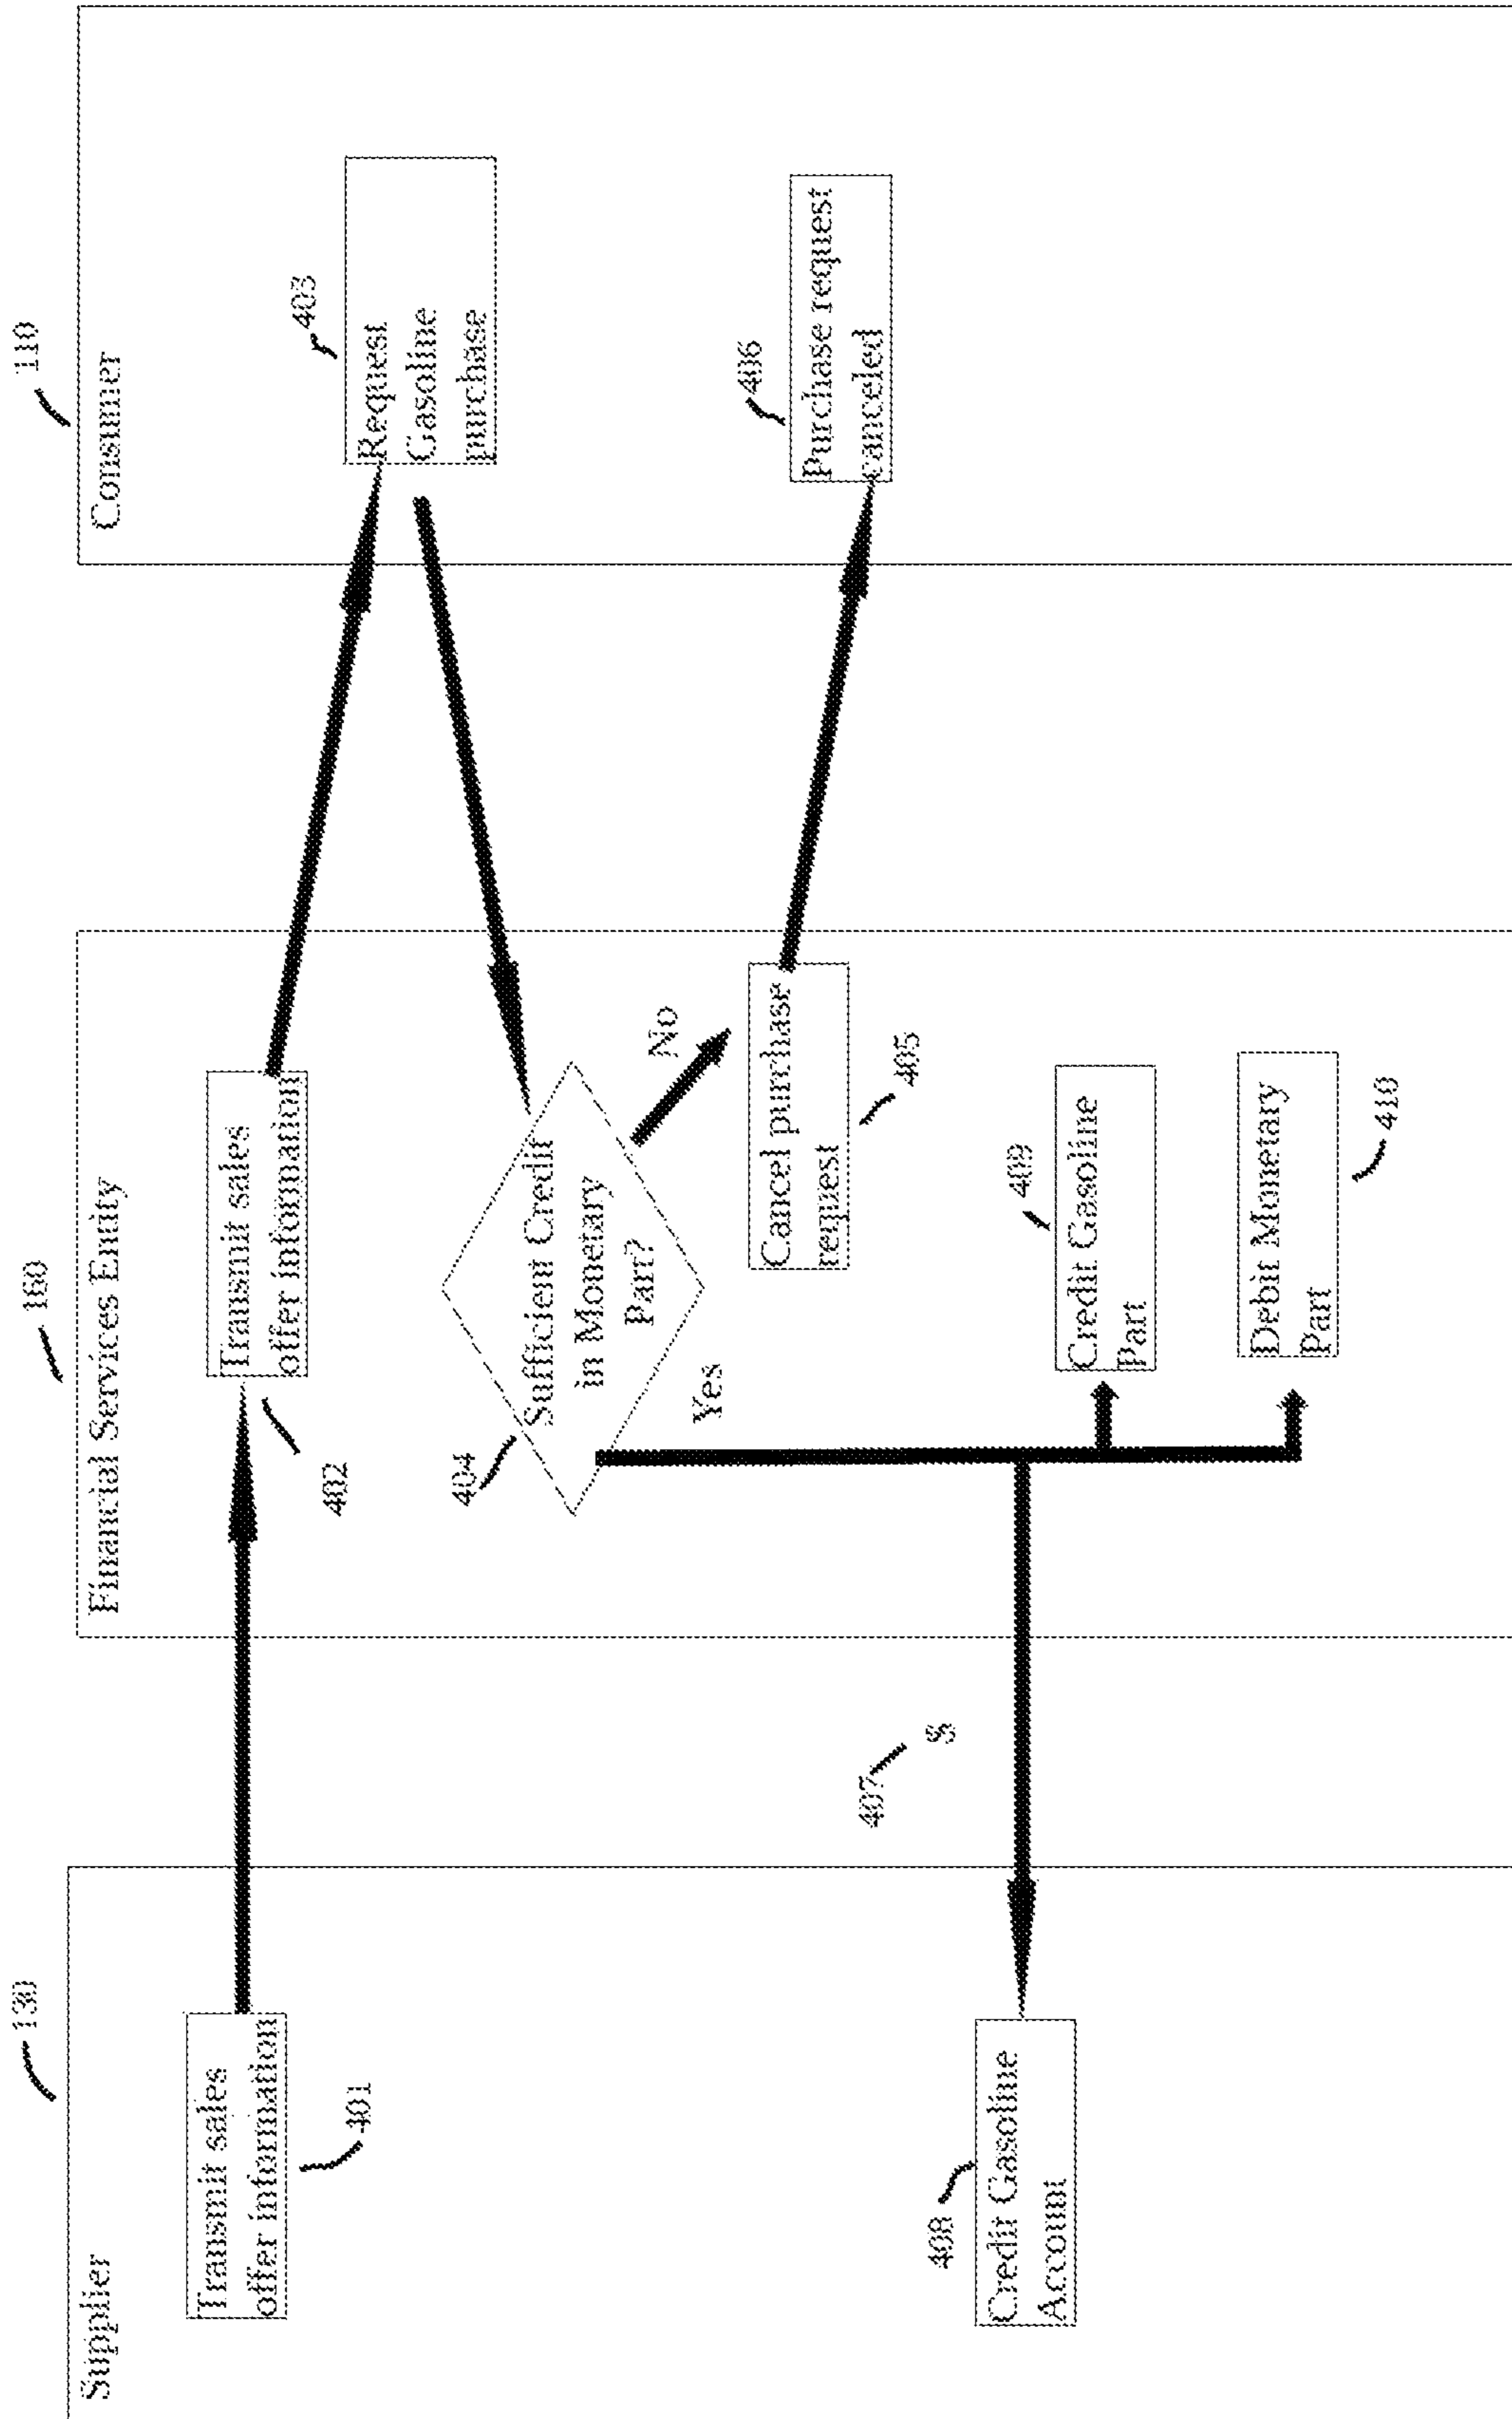 130
Supplier
Transmit sales
offer information
401
408
Credit Gasoline
Account
407
$
160
Financial Services Entity
Transmit sales
offer information
402
404
Sufficient Credit
in Monetary
Part?
Yes
No
Cancel purchase
request
405
409
Credit Gasoline
Part
Debit Monetary
Part
410
110
Consumer
403
Request
Gasoline
purchase
406
Purchase request
canceled